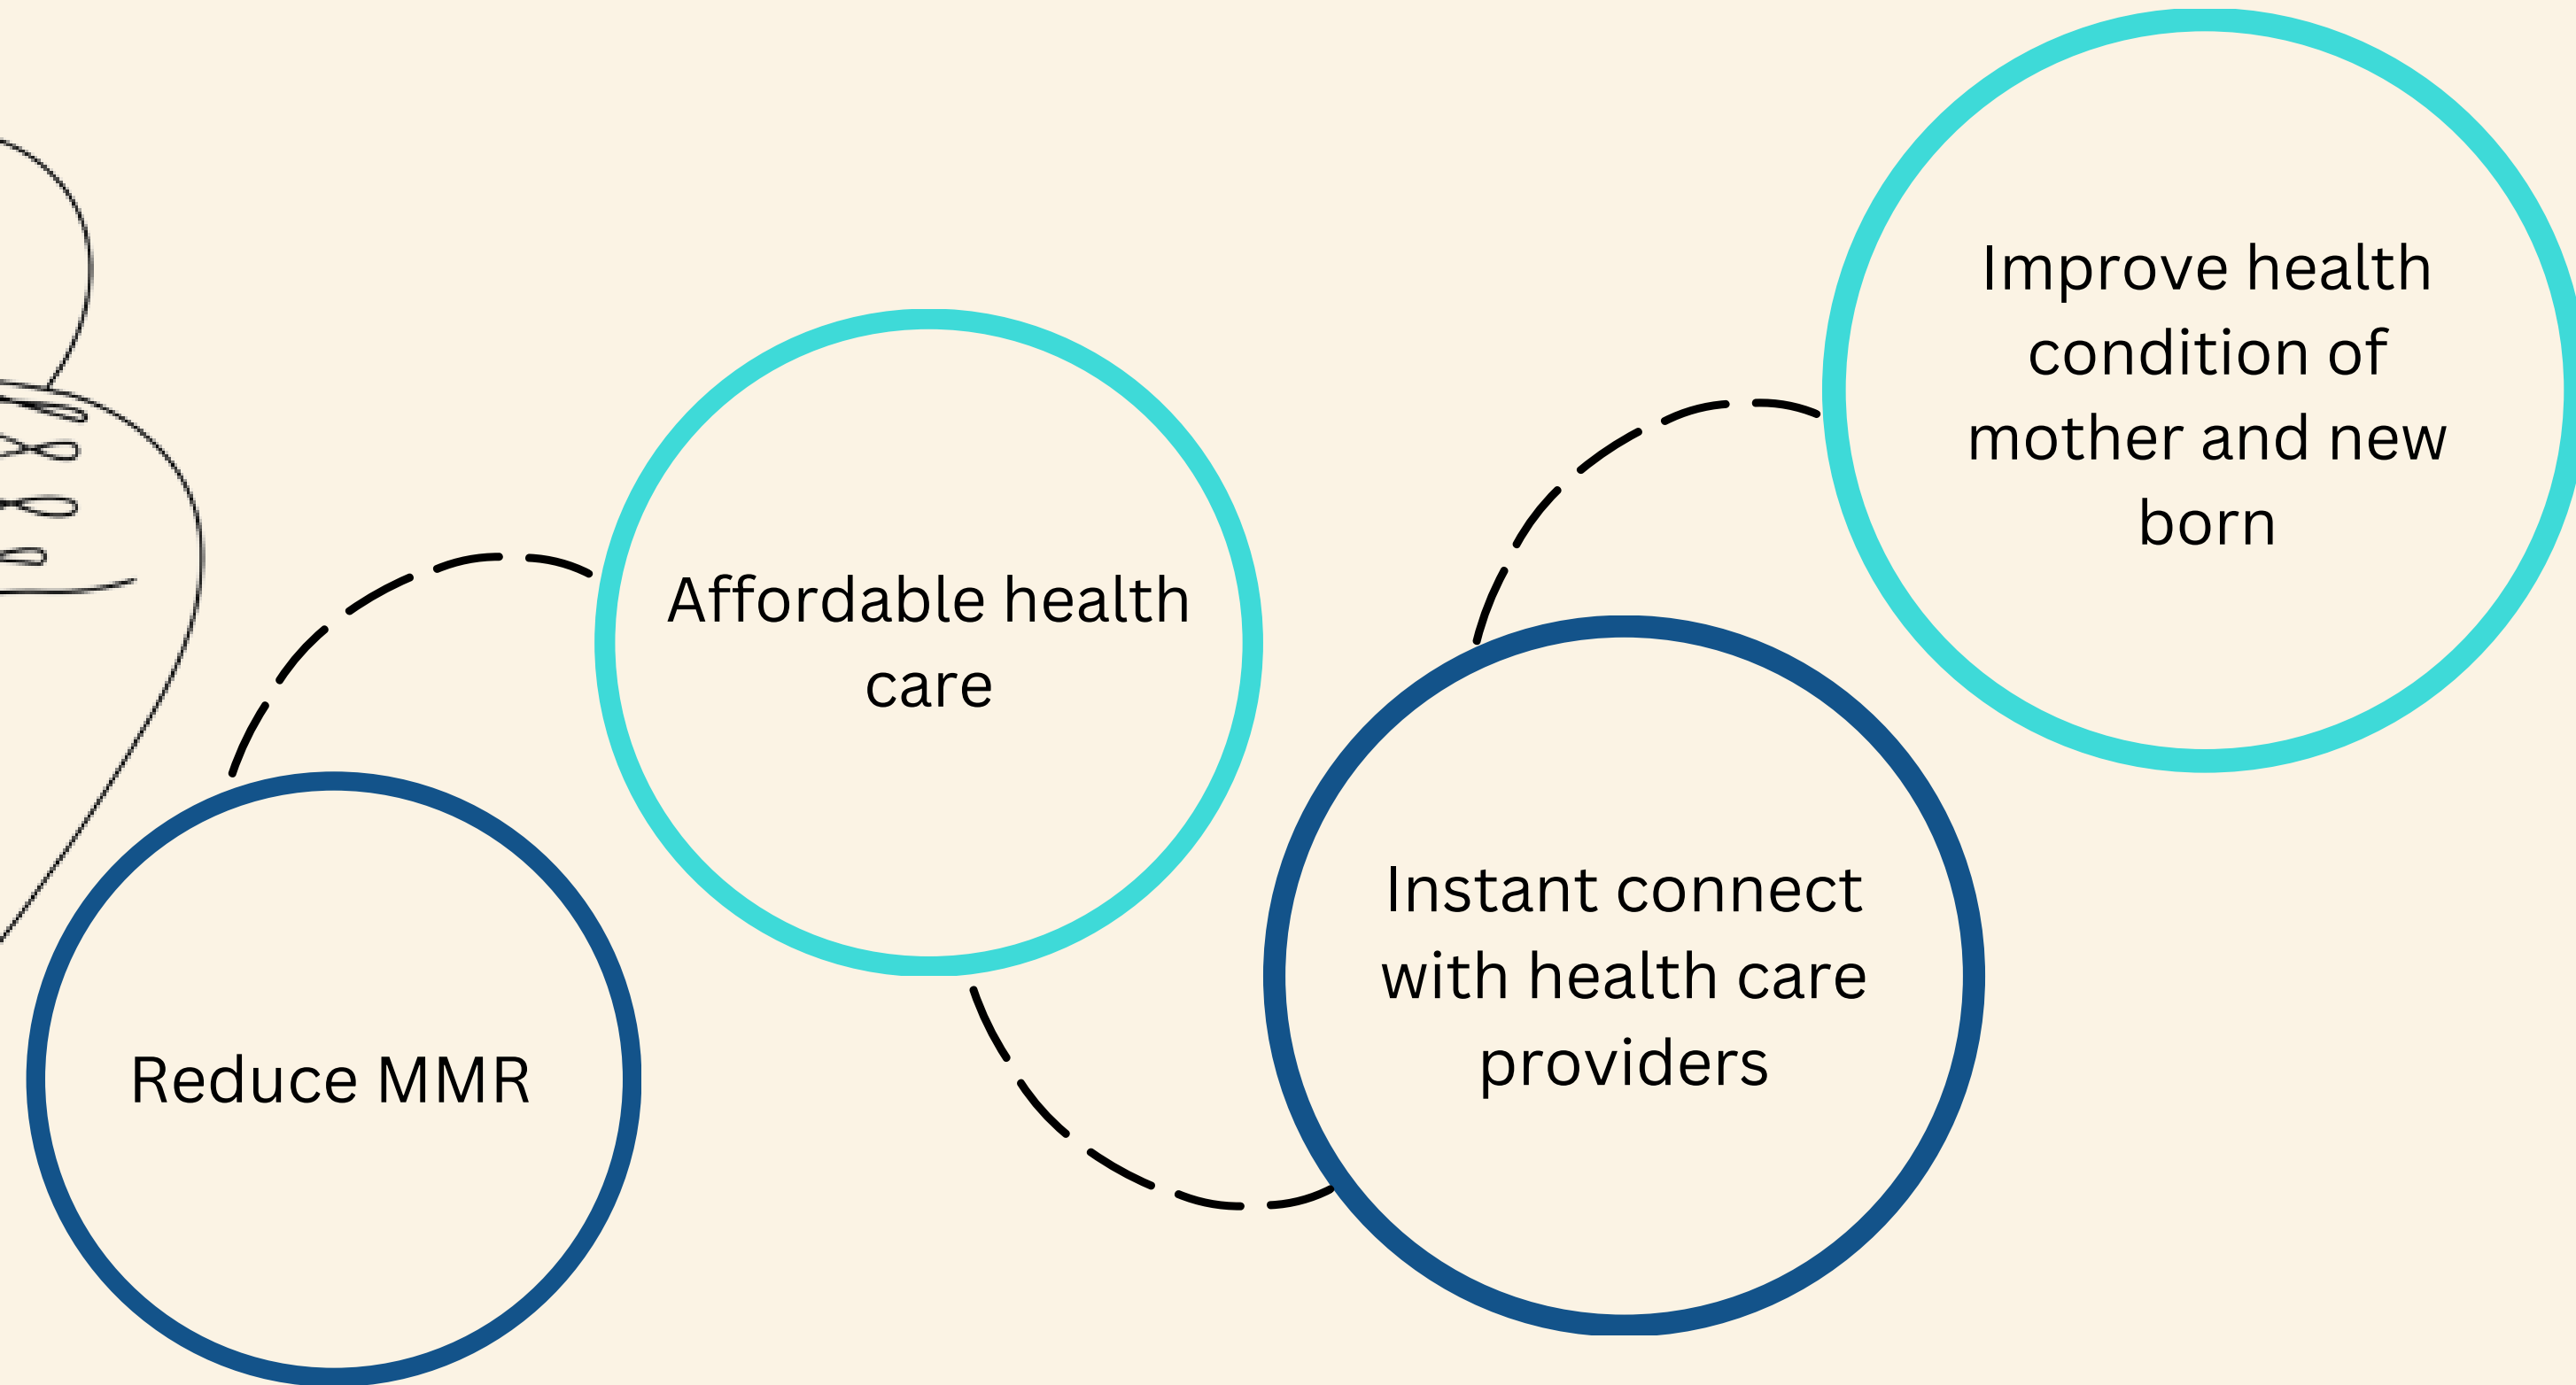 Reduce MMR
Affordable health
care
Instant connect
with health care
providers
Improve health
condition of
mother and new
born